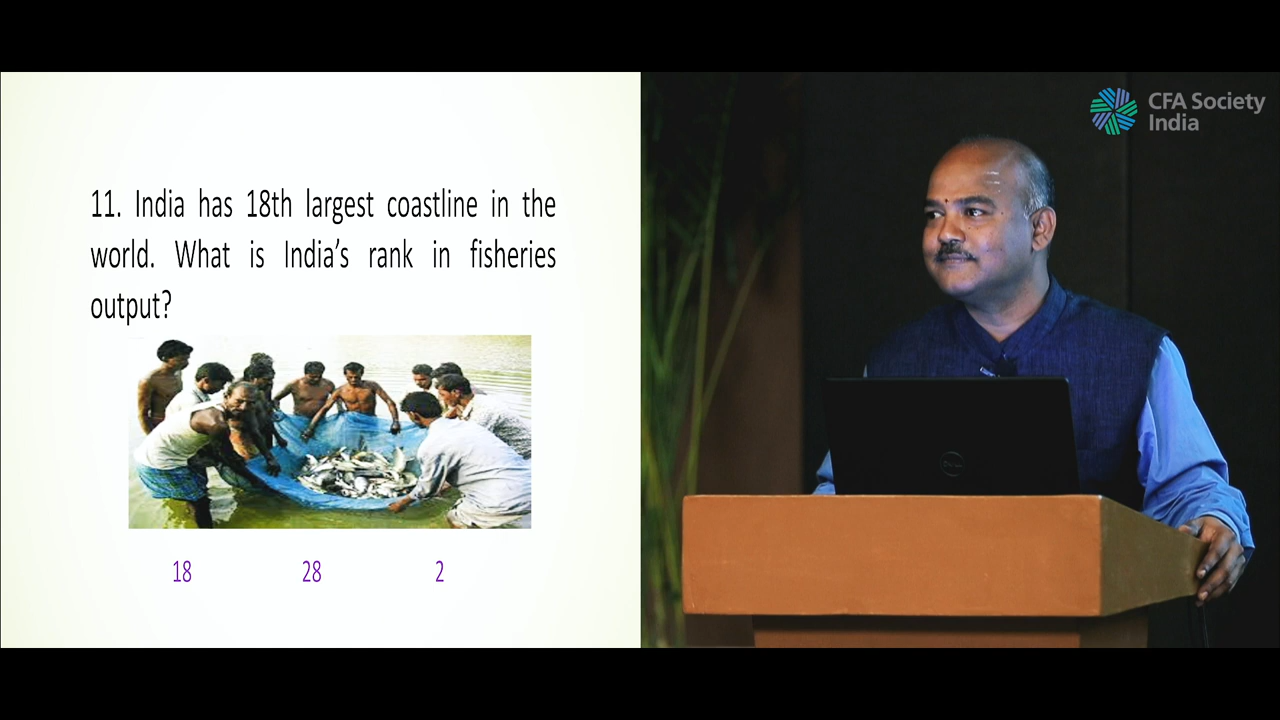 11. India has 18th largest coastline in the
world. What is India’s rank in fisheries
output?
18 28 2
CFA Society
India